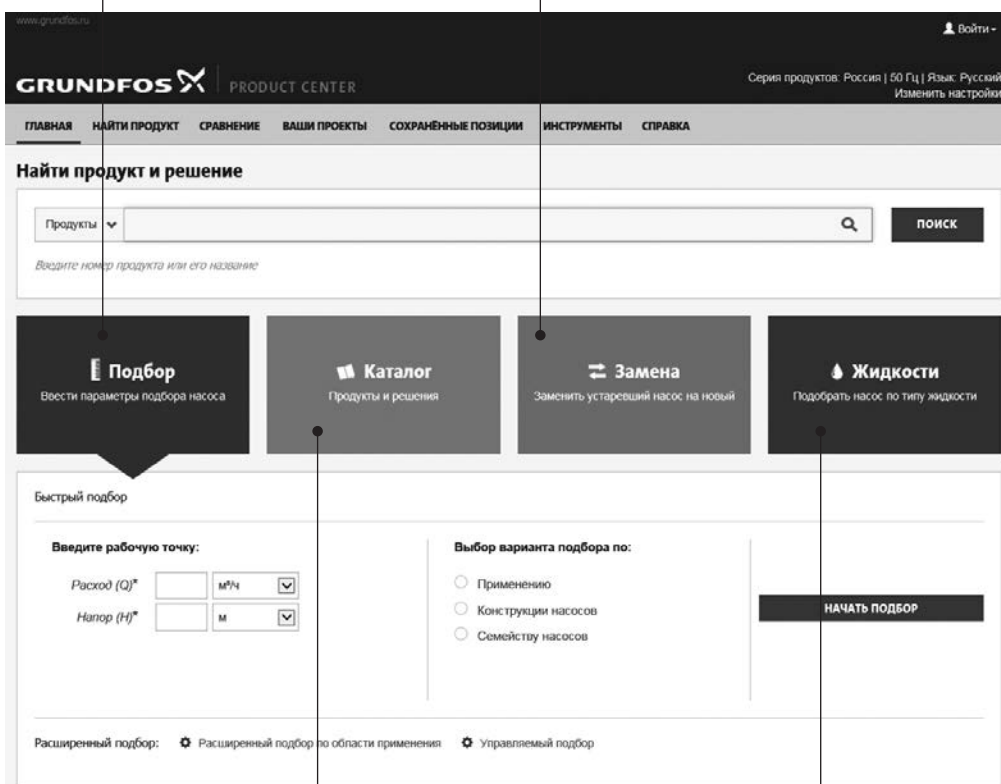 www.grundfos.ru
Войти
GRUNDFOS PRODUCT CENTER
Серия продуктов: Россия | 50 Гц | Язык: Русский
Изменить настройки
ГЛАВНАЯ НАЙТИ ПРОДУКТ СРАВНЕНИЕ ВАШИ ПРОЕКТЫ СОХРАНЁННЫЕ ПОЗИЦИИ ИНСТРУМЕНТЫ СПРАВКА
Найти продукт и решение
Продукты
ПОИСК
Введите номер продукта или его название
Подбор
Ввести параметры подбора насоса
Каталог
Продукты и решения
Замена
Заменить устаревший насос на новый
Жидкости
Подобрать насос по типу жидкости
Быстрый подбор
Введите рабочую точку:
Расход (Q)* м³/ч
Напор (H)* м
Выбор варианта подбора по:
Применению
Конструкции насосов
Семейству насосов
НАЧАТЬ ПОДБОР
Расширенный подбор: Расширенный подбор по области применения Управляемый подбор